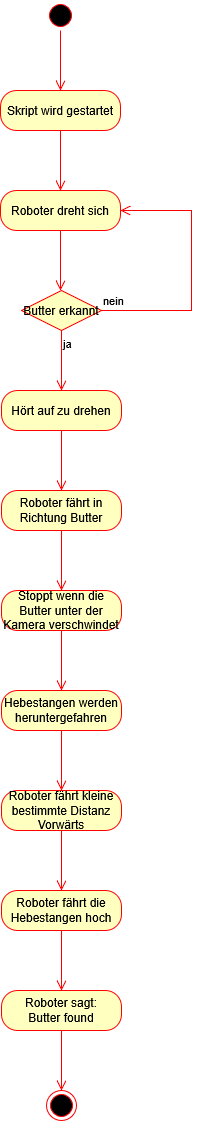 Skript wird gestartet
Roboter dreht sich
Butter erkannt
nein
ja
Hört auf zu drehen
Roboter fährt in
Richtung Butter
Stoppt wenn die
Butter unter der
Kamera verschwindet
Hebestangen werden
heruntergefahren
Roboter fährt kleine
bestimmte Distanz
Vorwärts
Roboter fährt die
Hebestangen hoch
Roboter sagt:
Butter found